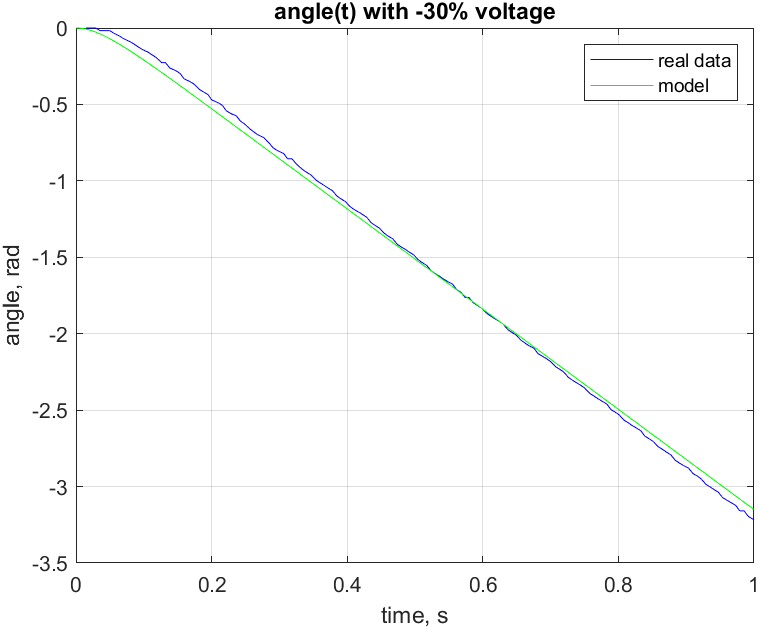 angle(t) with -30% voltage
real data
model
0
-0.5
-1
-1.5
-2
-2.5
-3
-3.5
angle, rad
0
0.2
0.4
0.6
0.8
1
time, s